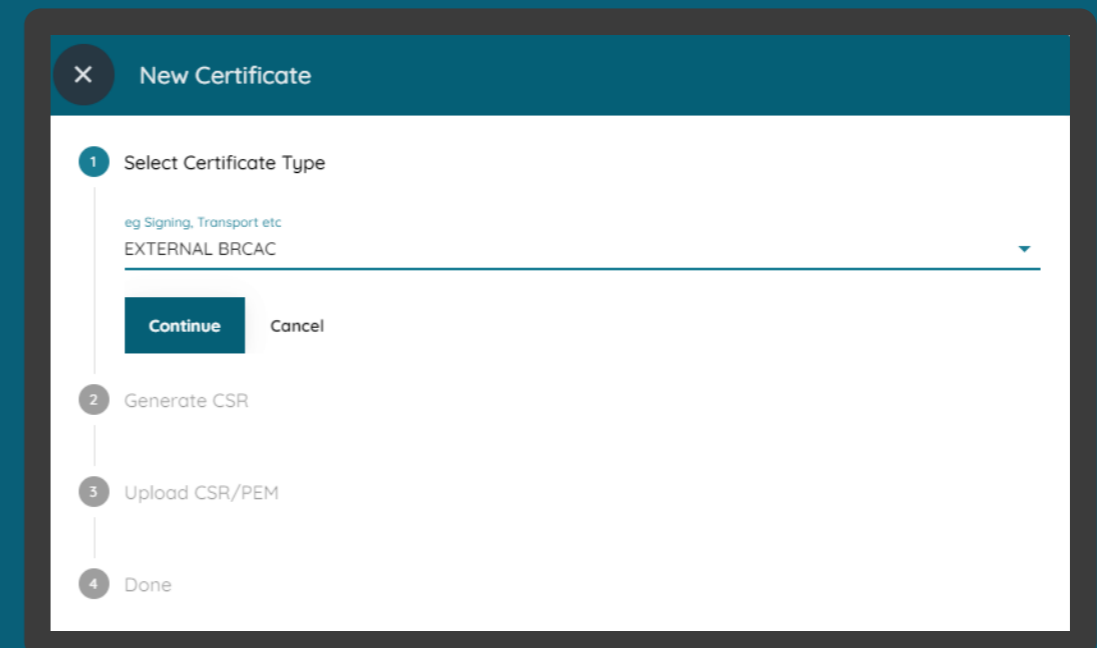 New Certificate
1 Select Certificate Type
eg Signing, Transport etc
EXTERNAL BRCAC
Continue Cancel
2 Generate CSR
3 Upload CSR/PEM
4 Done